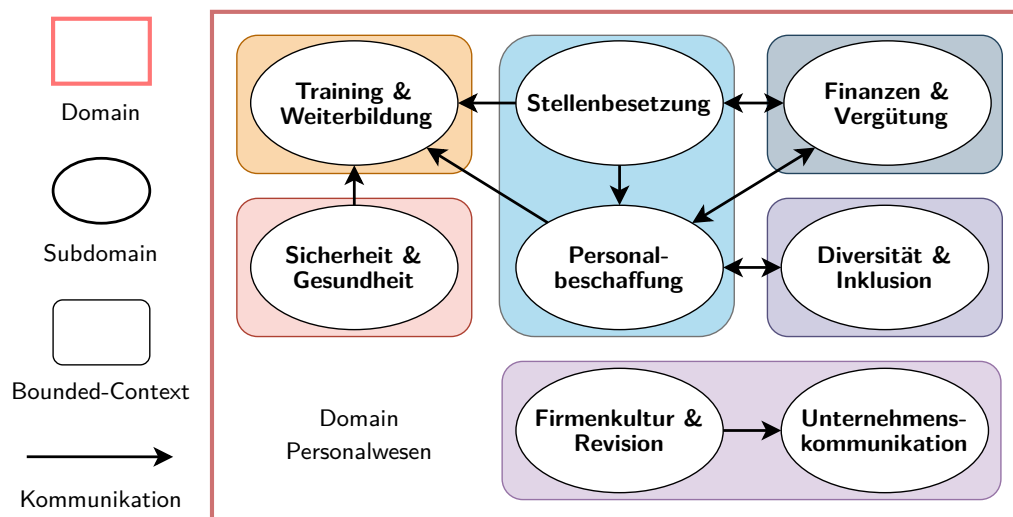 Domain
Subdomain
Bounded-Context
Kommunikation
Training &
Weiterbildung
Stellenbesetzung
Finanzen &
Vergütung
Sicherheit &
Gesundheit
Personal-
beschaffung
Diversität &
Inklusion
Domain
Personalwesen
Firmenkultur &
Revision
Unternehmens-
kommunikation